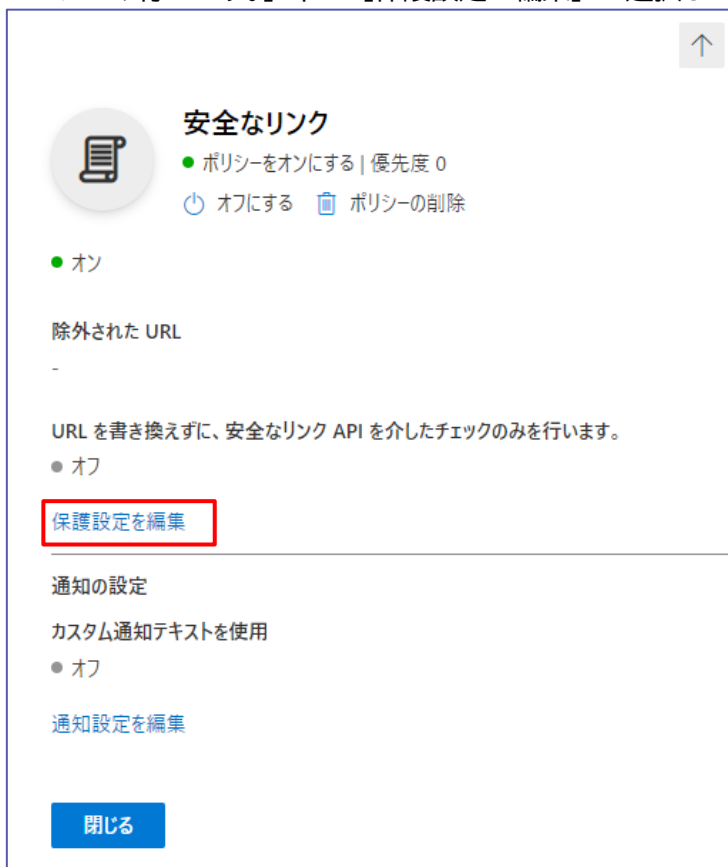 安全なリンク
ポリシーをオンにする | 優先度 0
オフにする ポリシーの削除
オン
除外された URL
-
URL を書き換えずに、安全なリンク API を介したチェックのみを行います。
オフ
保護設定を編集
通知の設定
カスタム通知テキストを使用
オフ
通知設定を編集
閉じる